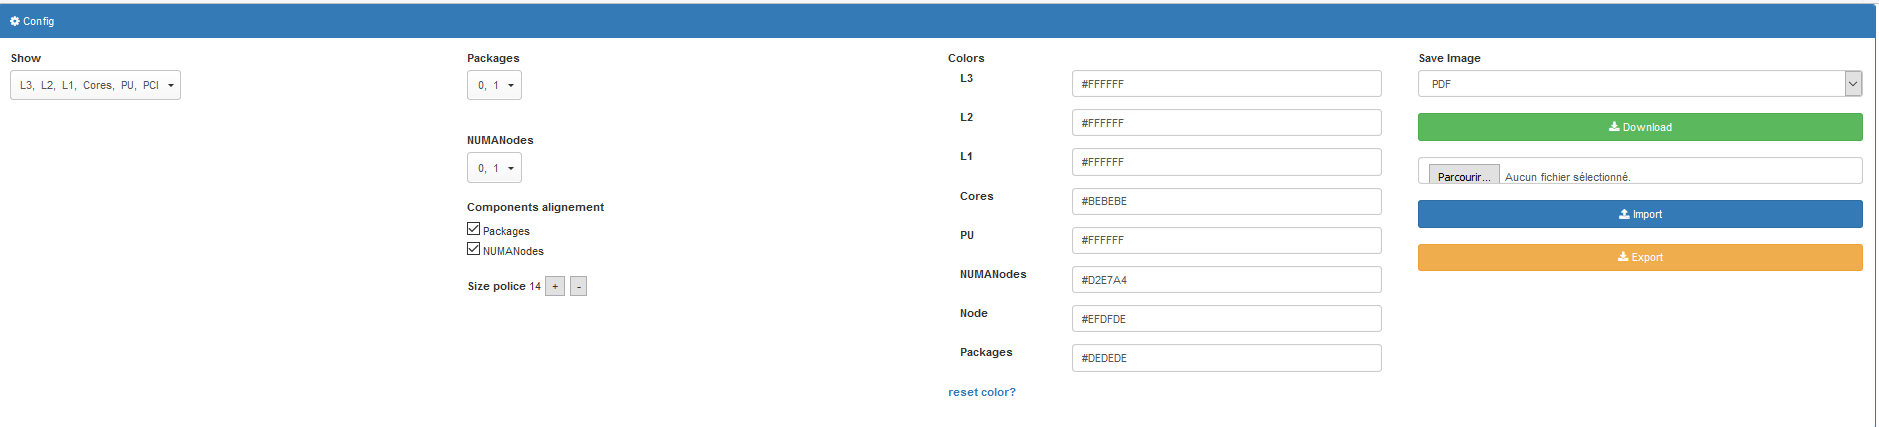 Config
Show
L3, L2, L1, Cores, PU, PCI
Packages
0, 1
NUMANodes
0, 1
Components alignement
Packages
NUMANodes
Size police 14 + -
Colors
L3 #FFFFFF
L2 #FFFFFF
L1 #FFFFFF
Cores #BEBEBE
PU #FFFFFF
NUMANodes #D2E7A4
Node #EFDFDE
Packages #DEDEDE
reset color?
Save Image
PDF
Download
Parcourir... Aucun fichier sélectionné.
Import
Export